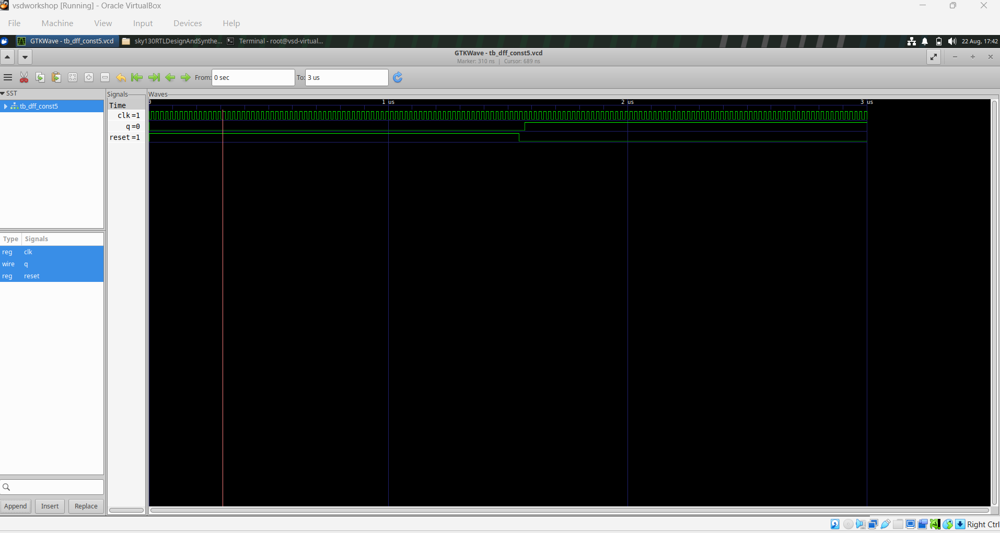 vsdworkshop [Running] - Oracle VirtualBox
File Machine View Input Devices Help
GTKWave - tb_dff_const5.vcd sky130RTLDesignAndSynthe... Terminal - root@vsd-virtual... 22 Aug, 17:42
GTKWave - tb_dff_const5.vcd
Marker: 310 ns | Cursor: 689 ns
From: 0 sec To: 3 us
SST
tb_dff_const5
Type Signals
reg clk
wire q
reg reset
Append Insert Replace
Signals
Time
clk =1
q =0
reset =1
Waves
0 1 us 2 us 3 us
Right Ctrl